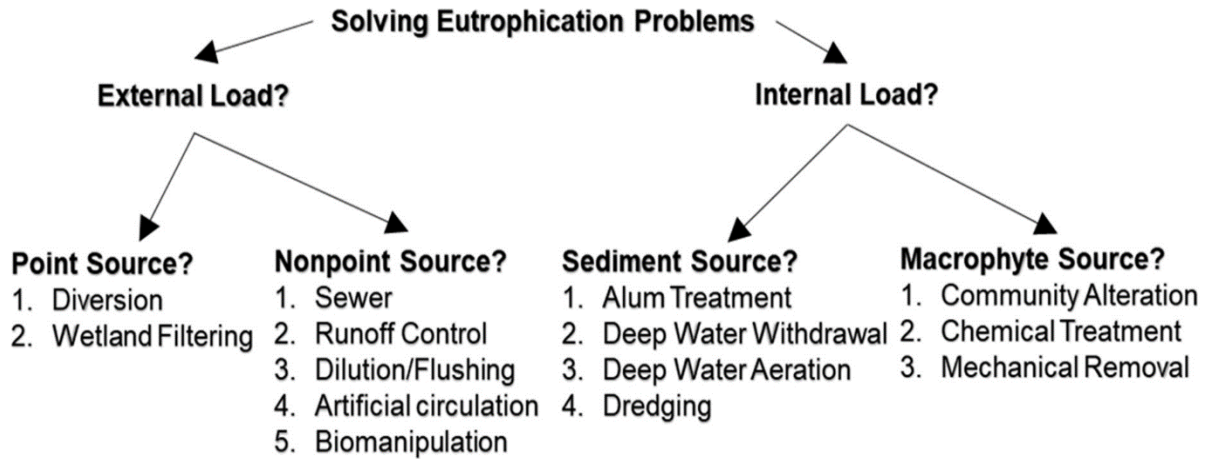 Solving Eutrophication Problems
External Load?
Internal Load?
Point Source?
1. Diversion
2. Wetland Filtering
Nonpoint Source?
1. Sewer
2. Runoff Control
3. Dilution/Flushing
4. Artificial circulation
5. Biomanipulation
Sediment Source?
1. Alum Treatment
2. Deep Water Withdrawal
3. Deep Water Aeration
4. Dredging
Macrophyte Source?
1. Community Alteration
2. Chemical Treatment
3. Mechanical Removal